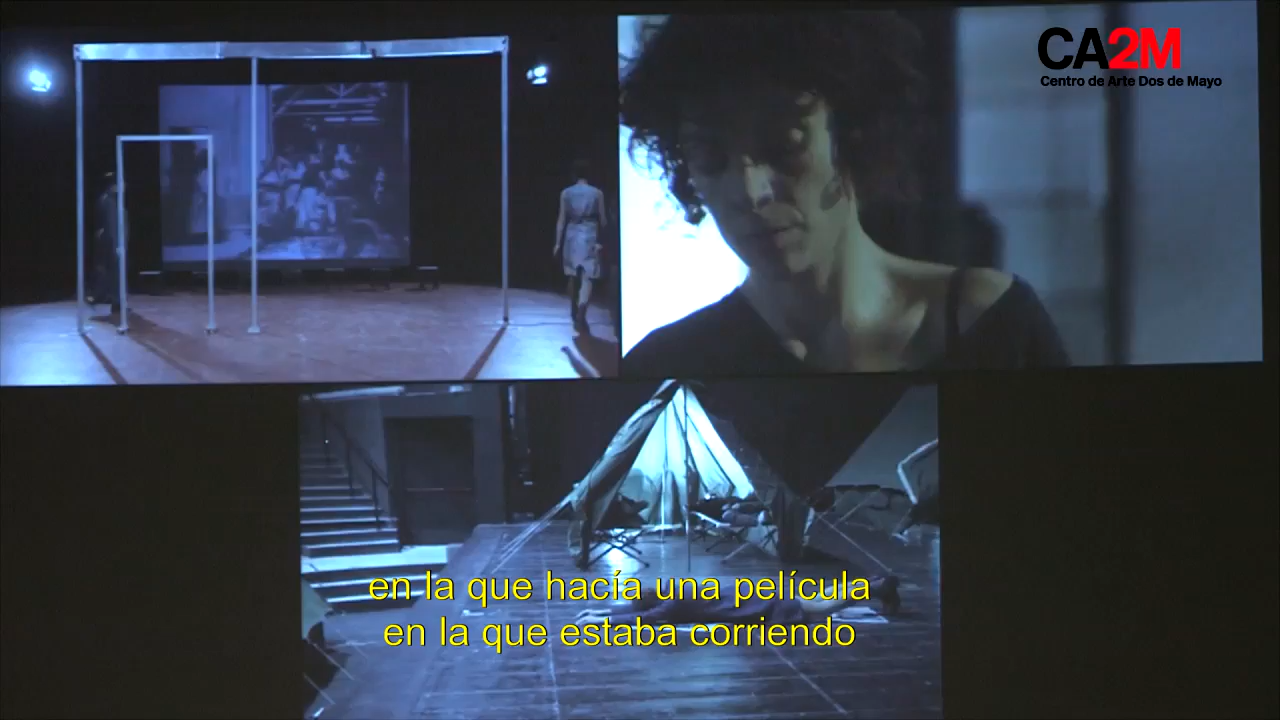 CA2M
Centro de Arte Dos de Mayo
en la que hacía una película
en la que estaba corriendo